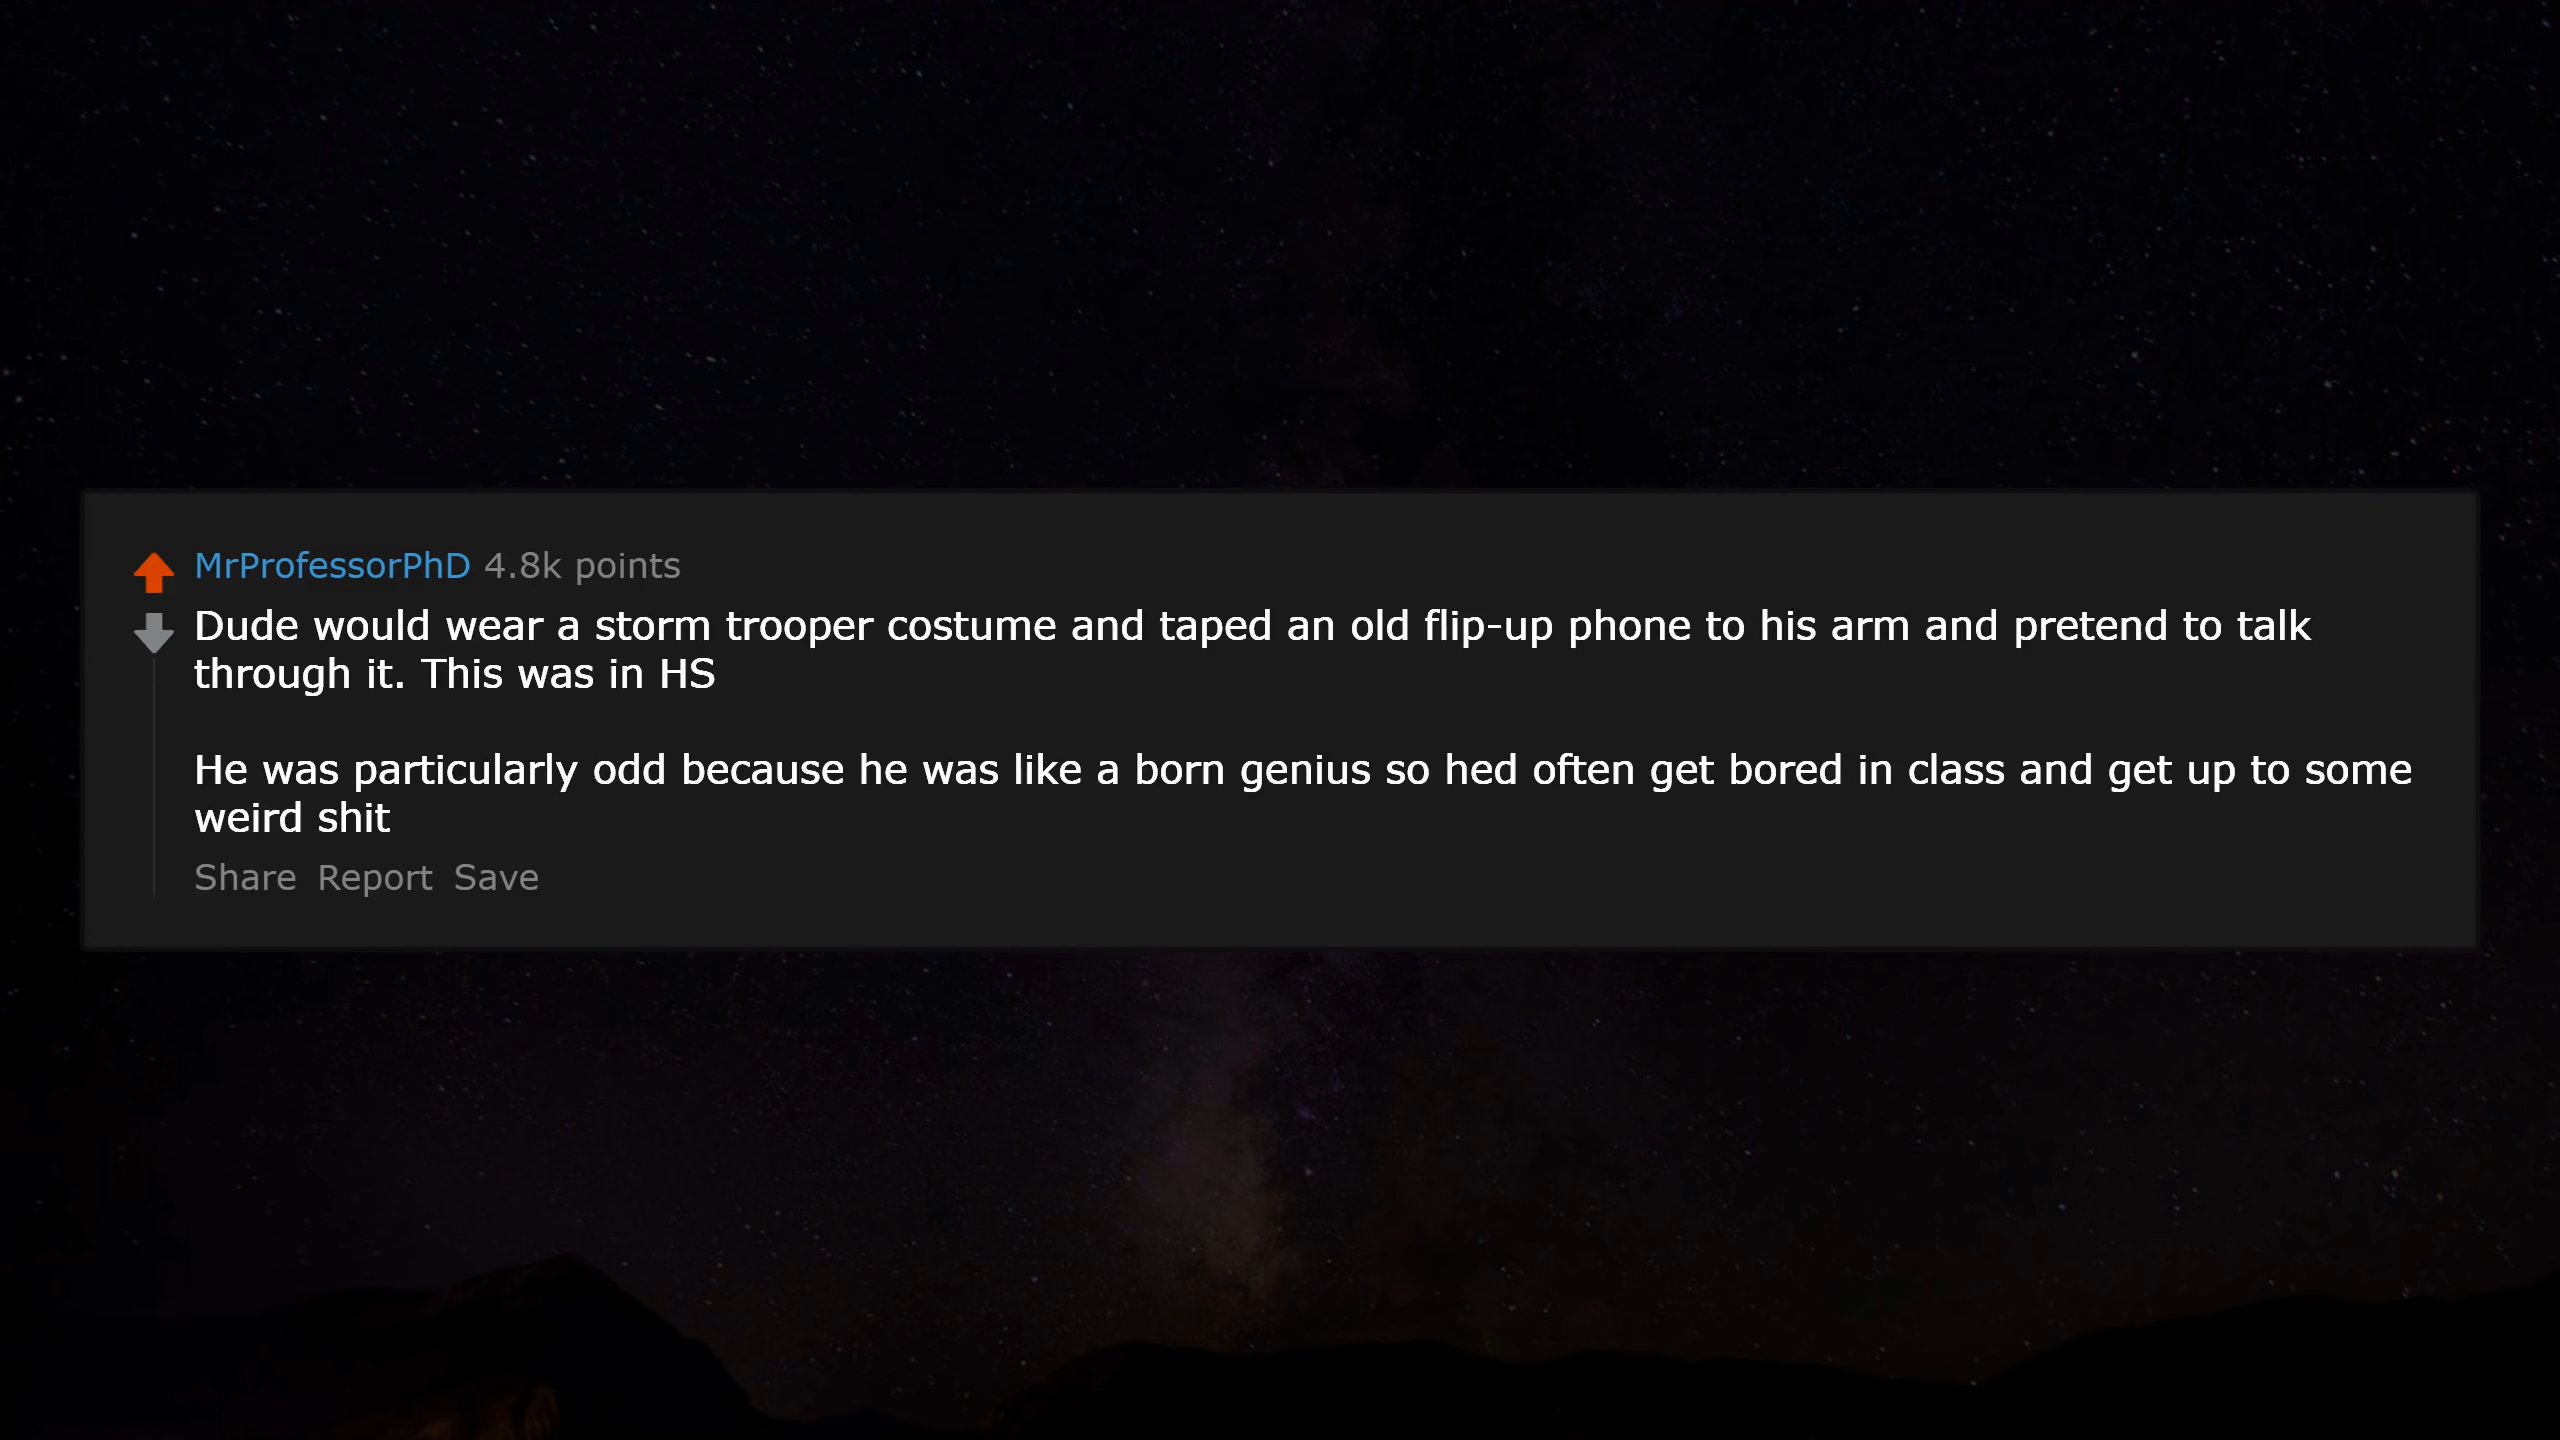 MrProfessorPhD 4.8k points
Dude would wear a storm trooper costume and taped an old flip-up phone to his arm and pretend to talk
through it. This was in HS
He was particularly odd because he was like a born genius so hed often get bored in class and get up to some
weird shit
Share Report Save